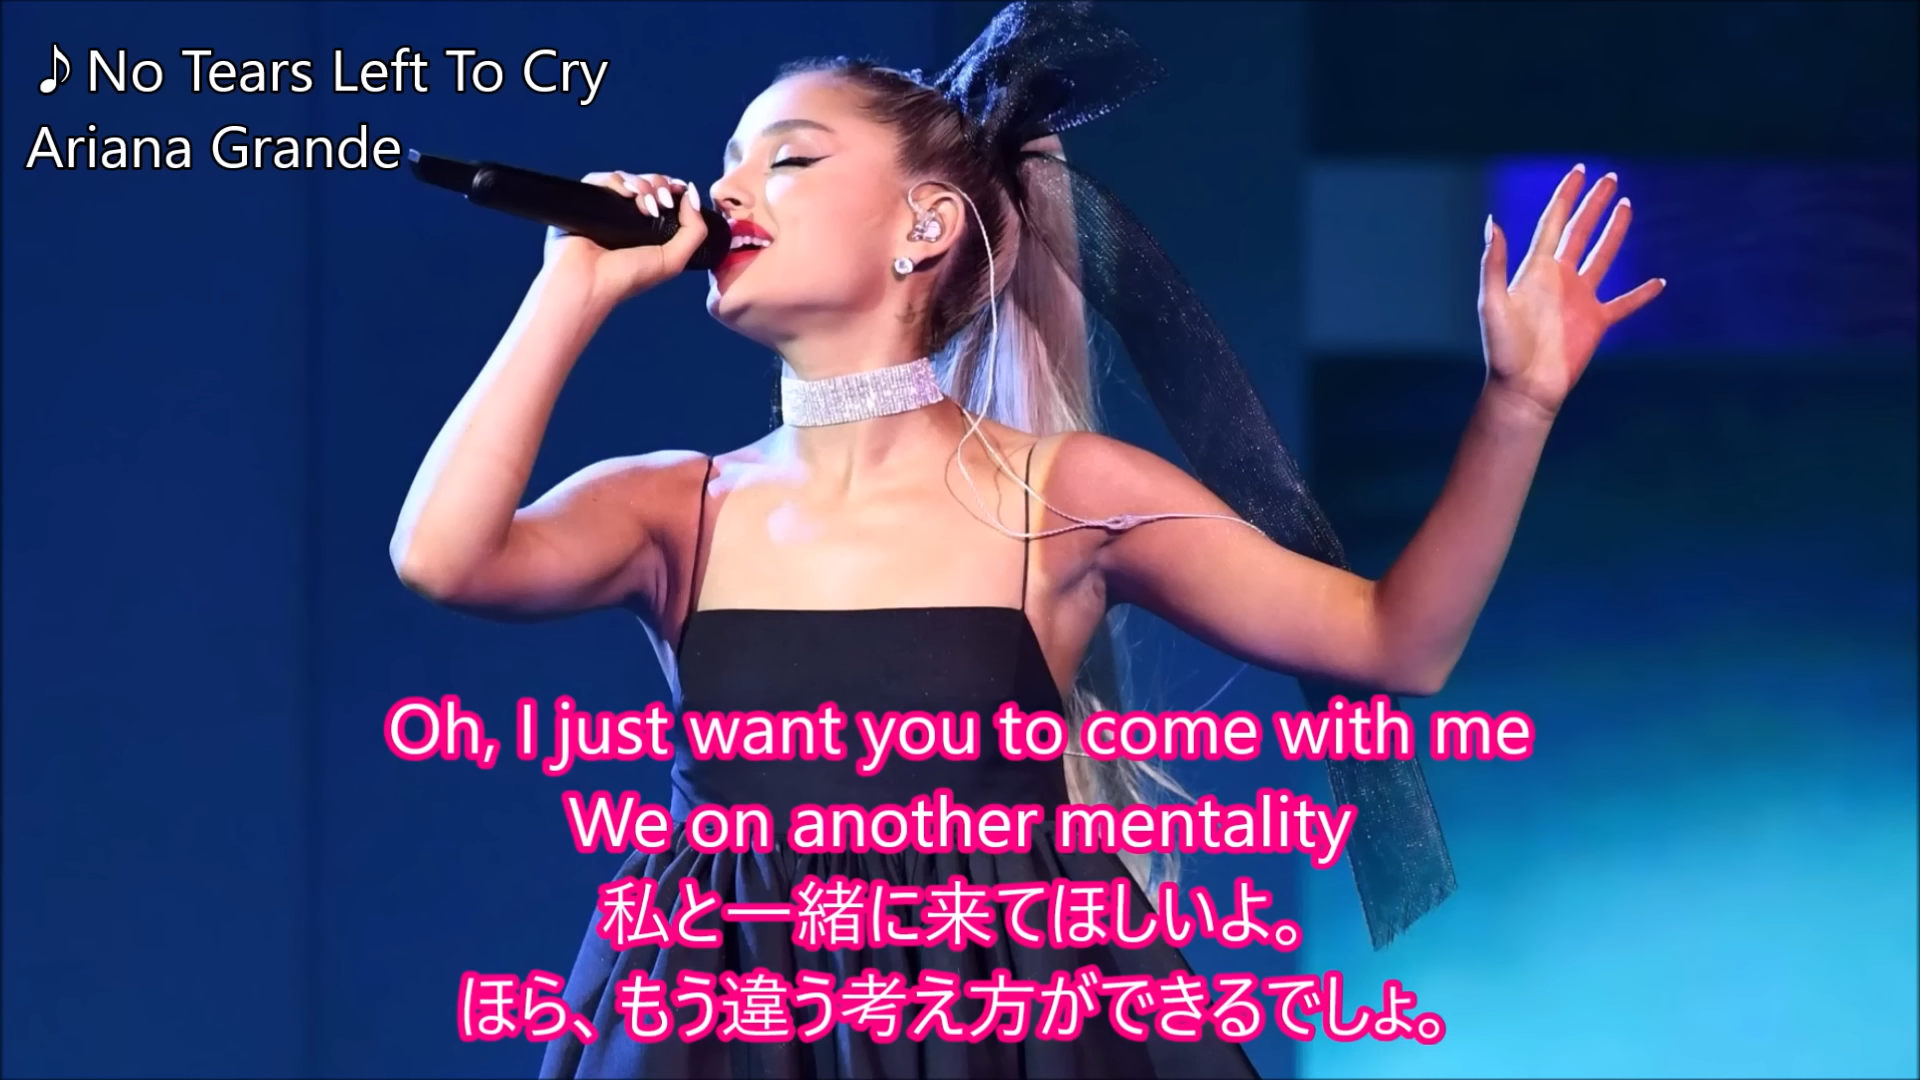 ♪No Tears Left To Cry
Ariana Grande
Oh, I just want you to come with me
We on another mentality
私と一緒に来てほしいよ。
ほら、もう違う考え方ができるでしょ。